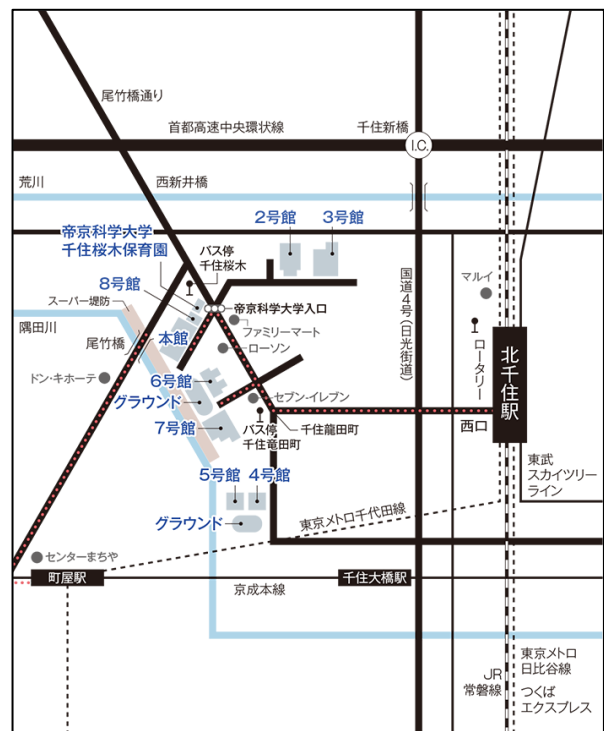 尾竹橋通り
首都高速中央環状線
千住新橋
I.C.
荒川
西新井橋
帝京科学大学
千住桜木保育園
バス停
千住桜木
2号館
3号館
8号館
スーパー堤防
帝京科学大学入口
国道4号(日光街道)
マルイ
隅田川
尾竹橋
本館
ファミリーマート
ローソン
ロータリー
北千住駅
ドン・キホーテ
6号館
グラウンド
セブン-イレブン
7号館
バス停
千住竜田町
千住龍田町
西口
5号館
4号館
グラウンド
東京メトロ千代田線
東武
スカイツリー
ライン
センターまちや
町屋駅
京成本線
千住大橋駅
JR
常磐線
東京メトロ
日比谷線
つくば
エクスプレス